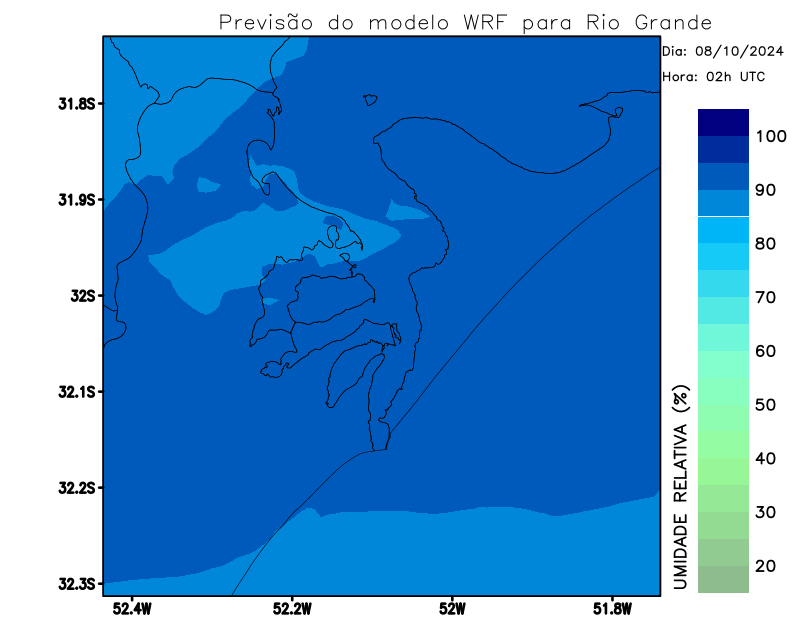 Previsão do modelo WRF para Rio Grande
Dia: 08/10/2024
Hora: 02h UTC
31.8S
31.9S
32S
32.1S
32.2S
32.3S
52.4W
52.2W
52W
51.8W
100
90
80
70
60
50
40
30
20
UMIDADE RELATIVA (%)